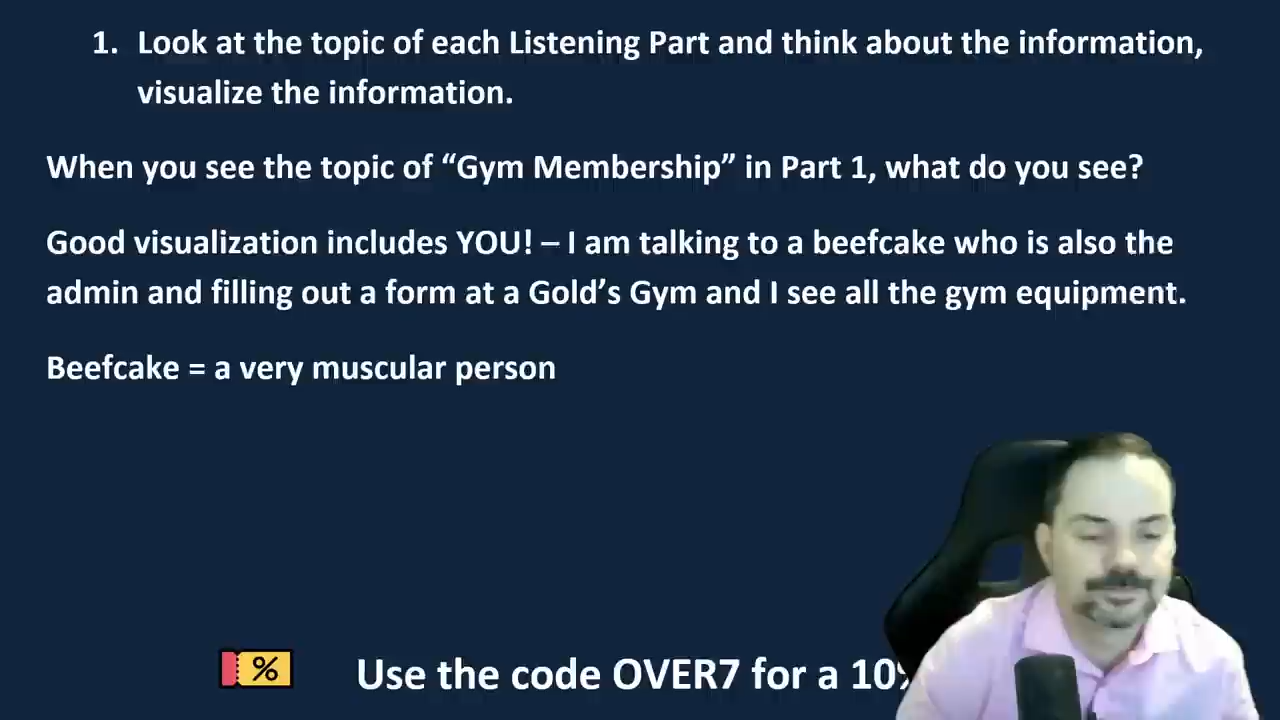 1. Look at the topic of each Listening Part and think about the information,
visualize the information.
When you see the topic of “Gym Membership” in Part 1, what do you see?
Good visualization includes YOU! – I am talking to a beefcake who is also the
admin and filling out a form at a Gold’s Gym and I see all the gym equipment.
Beefcake = a very muscular person
% Use the code OVER7 for a 10%